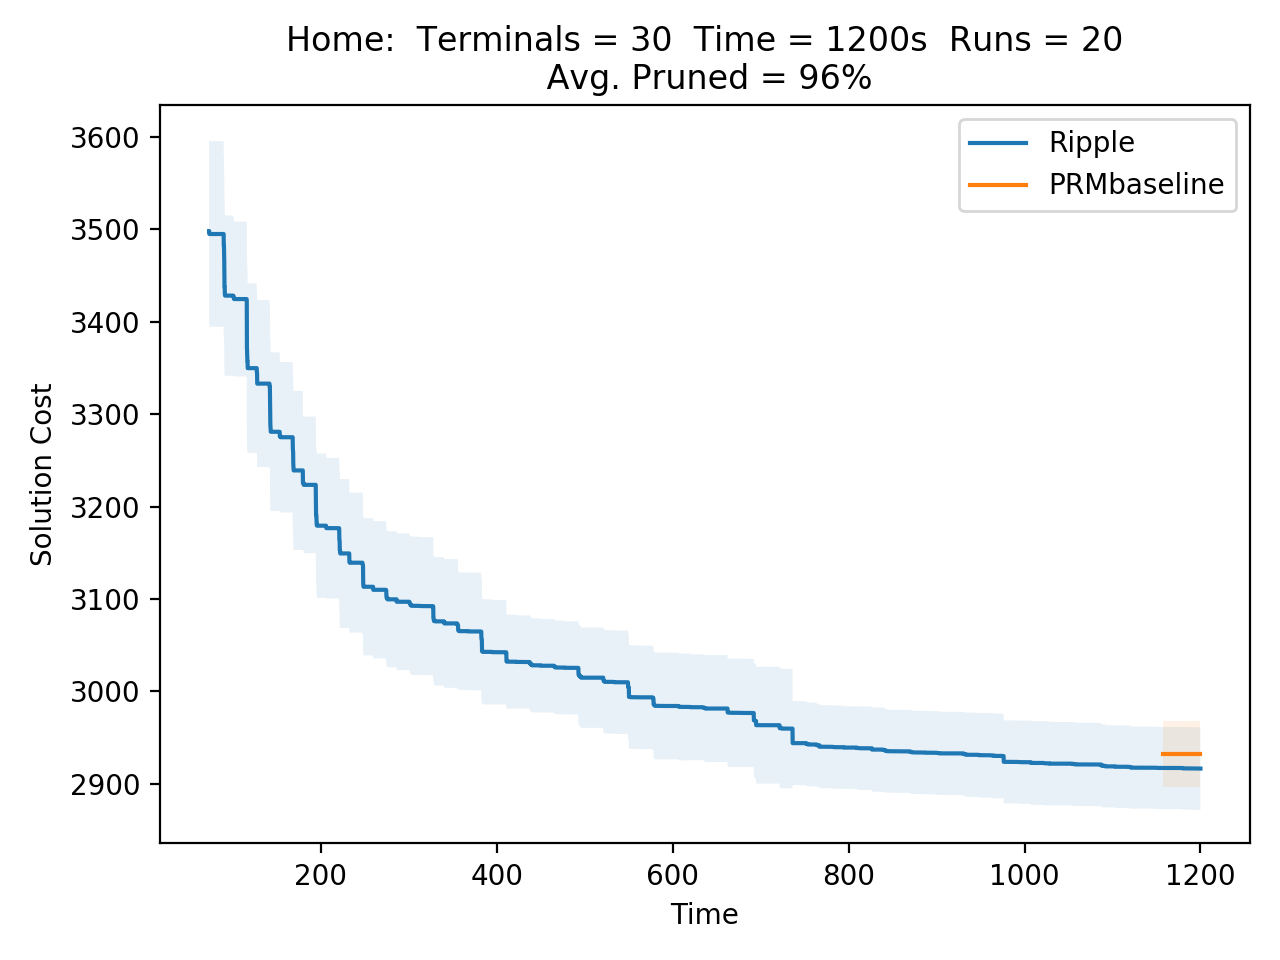 Home:  Terminals = 30  Time = 1200s  Runs = 20
Avg. Pruned = 96%
Ripple
PRMbaseline
Solution Cost
3600
3500
3400
3300
3200
3100
3000
2900
200
400
600
800
1000
1200
Time